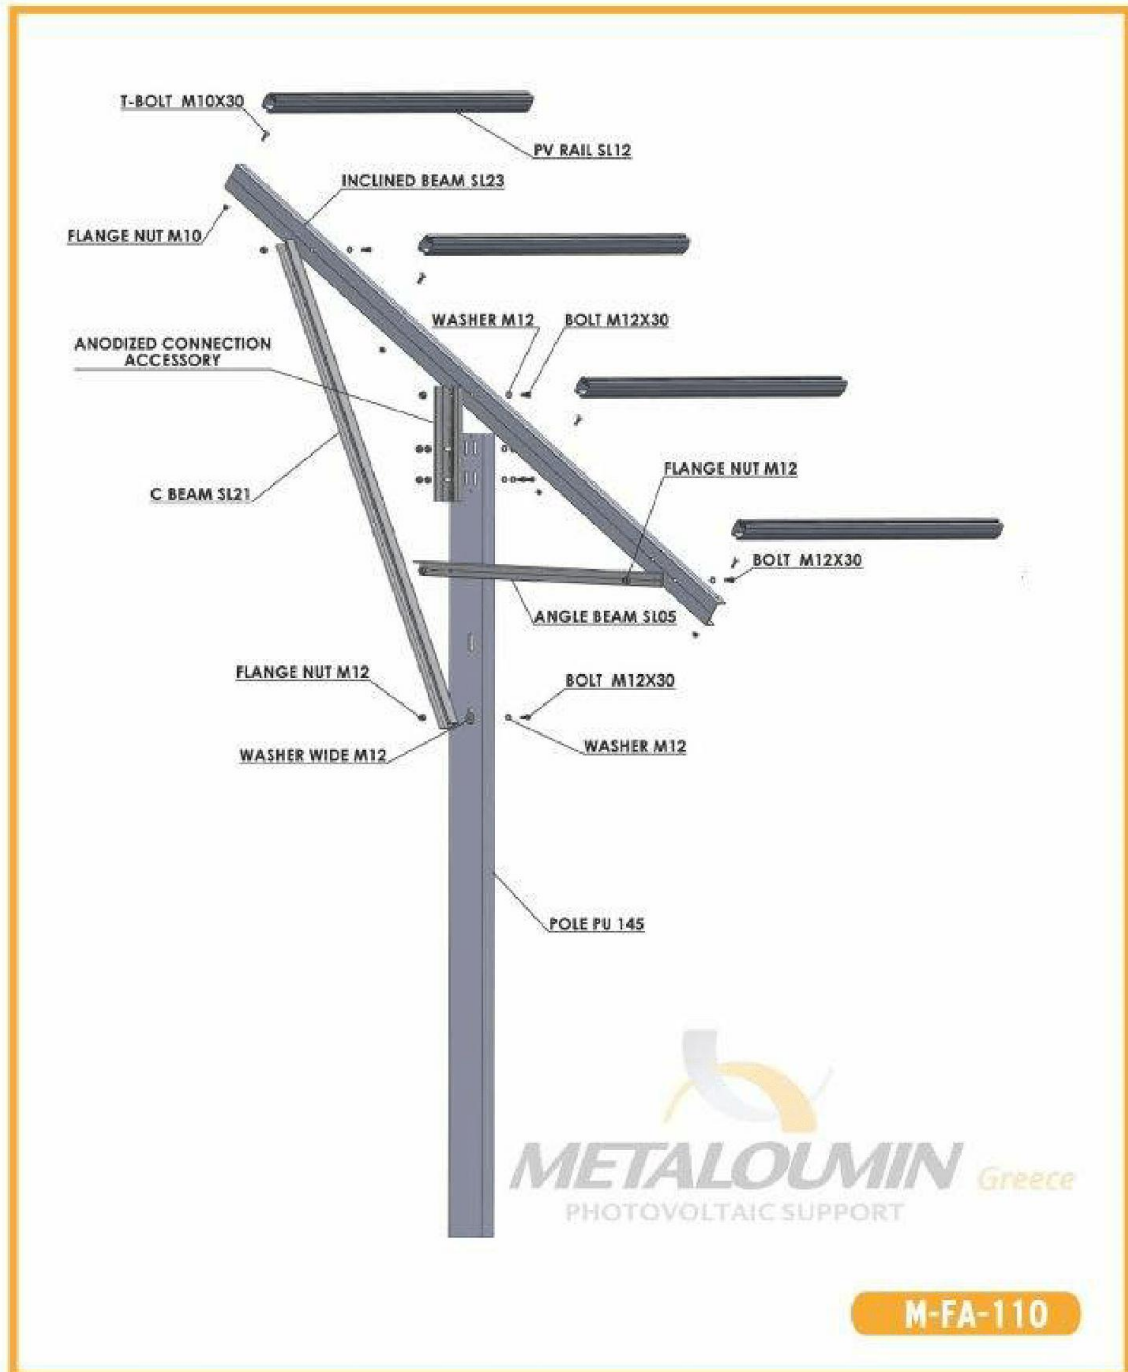 T-BOLT M10X30
PV RAIL SL12
INCLINED BEAM SL23
FLANGE NUT M10
WASHER M12
BOLT M12X30
ANODIZED CONNECTION
ACCESSORY
FLANGE NUT M12
C BEAM SL21
BOLT M12X30
ANGLE BEAM SL05
FLANGE NUT M12
BOLT M12X30
WASHER WIDE M12
WASHER M12
POLE PU 145
METALOUMIN Greece
PHOTOVOLTAIC SUPPORT
M-FA-110